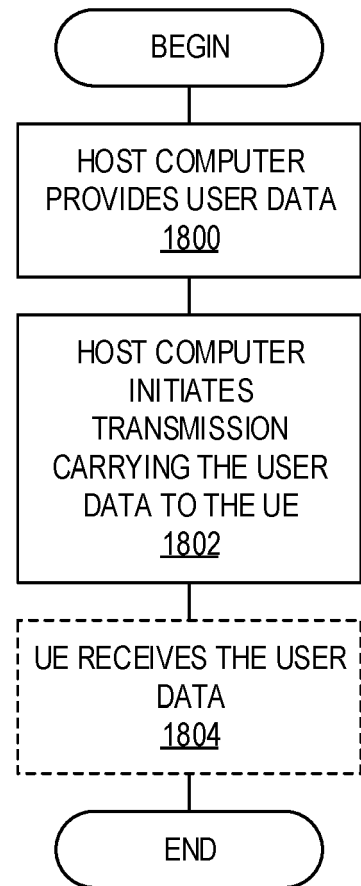 BEGIN
HOST COMPUTER
PROVIDES USER DATA
1800
HOST COMPUTER
INITIATES
TRANSMISSION
CARRYING THE USER
DATA TO THE UE
1802
UE RECEIVES THE USER
DATA
1804
END